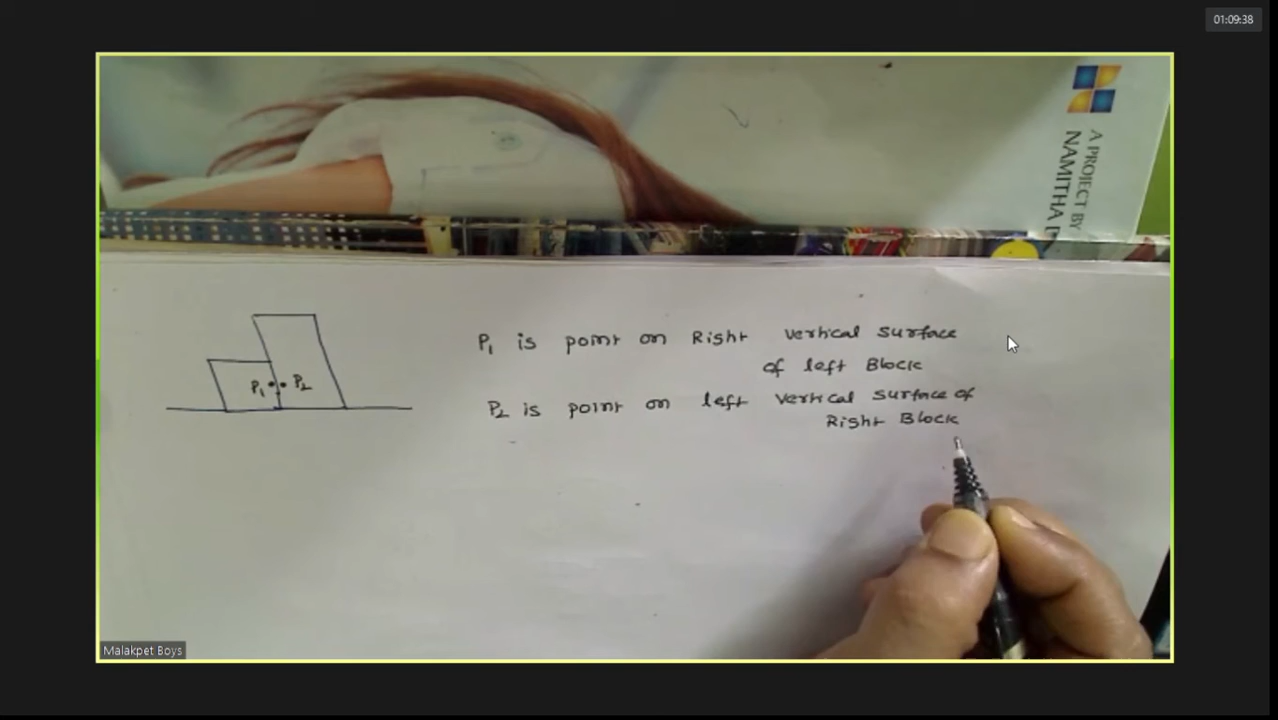 01:09:38
A PROJECT BY
NAMITHA
P₁ is point on Right vertical surface
of left Block
P₁ P₂
P₂ is point on left vertical surface of
Right Block
Malakpet Boys